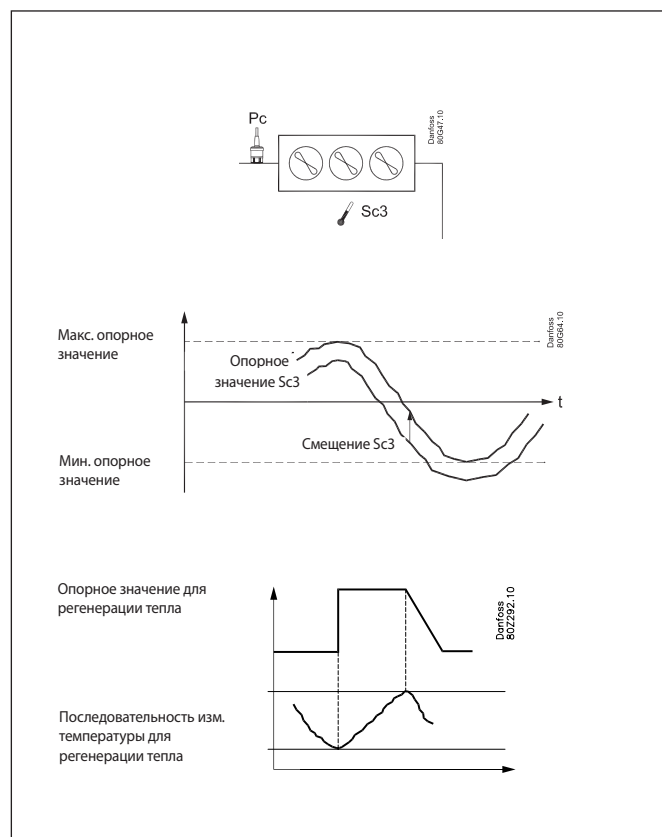 Pc
Danfoss
80G47.10
Sc3
Макс. опорное
значение
Danfoss
80G64.10
Опорное
значение Sc3
t
Смещение Sc3
Мин. опорное
значение
Опорное значение для
регенерации тепла
Danfoss
80Z292.10
Последовательность изм.
температуры для
регенерации тепла